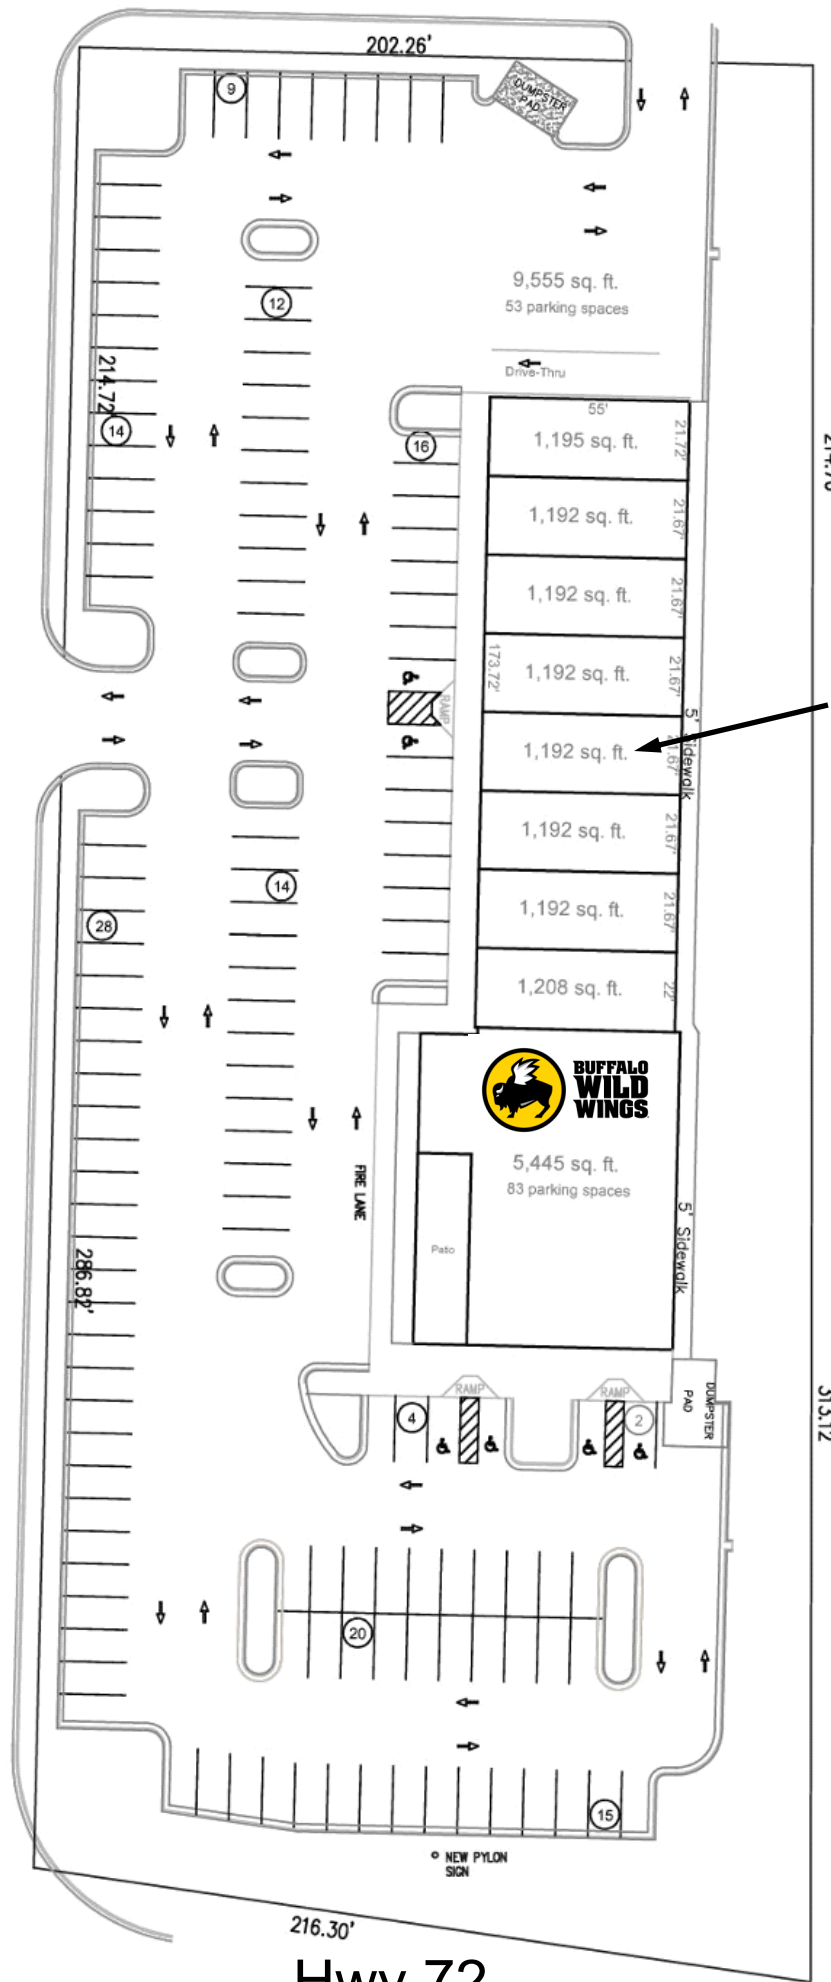 202.26'
9
DUMPSTER
PAD
12
9,555 sq. ft.
53 parking spaces
Drive-Thru
214.72'
14
16
55'
1,195 sq. ft.
21.72'
1,192 sq. ft.
21.67'
1,192 sq. ft.
21.67'
173.72'
1,192 sq. ft.
21.67'
RAMP
1,192 sq. ft.
21.67'
5' Sidewalk
1,192 sq. ft.
21.67'
14
28
1,192 sq. ft.
21.67'
1,208 sq. ft.
22'
BUFFALO
WILD
WINGS
5,445 sq. ft.
83 parking spaces
FIRE LANE
Patio
5' Sidewalk
286.82'
RAMP
RAMP
4
2
DUMPSTER
PAD
313.12
20
15
NEW PYLON
SIGN
216.30'
Hwy 72